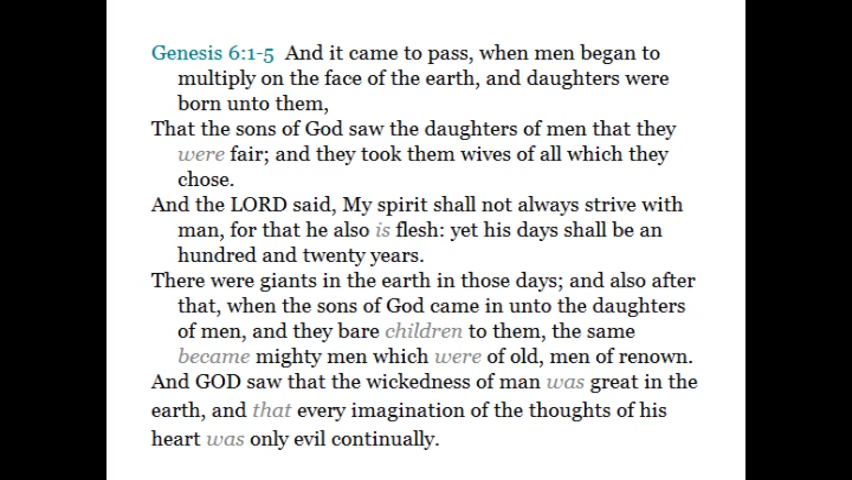 Genesis 6:1-5 And it came to pass, when men began to
multiply on the face of the earth, and daughters were
born unto them,
That the sons of God saw the daughters of men that they
were fair; and they took them wives of all which they
chose.
And the LORD said, My spirit shall not always strive with
man, for that he also is flesh: yet his days shall be an
hundred and twenty years.
There were giants in the earth in those days; and also after
that, when the sons of God came in unto the daughters
of men, and they bare children to them, the same
became mighty men which were of old, men of renown.
And GOD saw that the wickedness of man was great in the
earth, and that every imagination of the thoughts of his
heart was only evil continually.